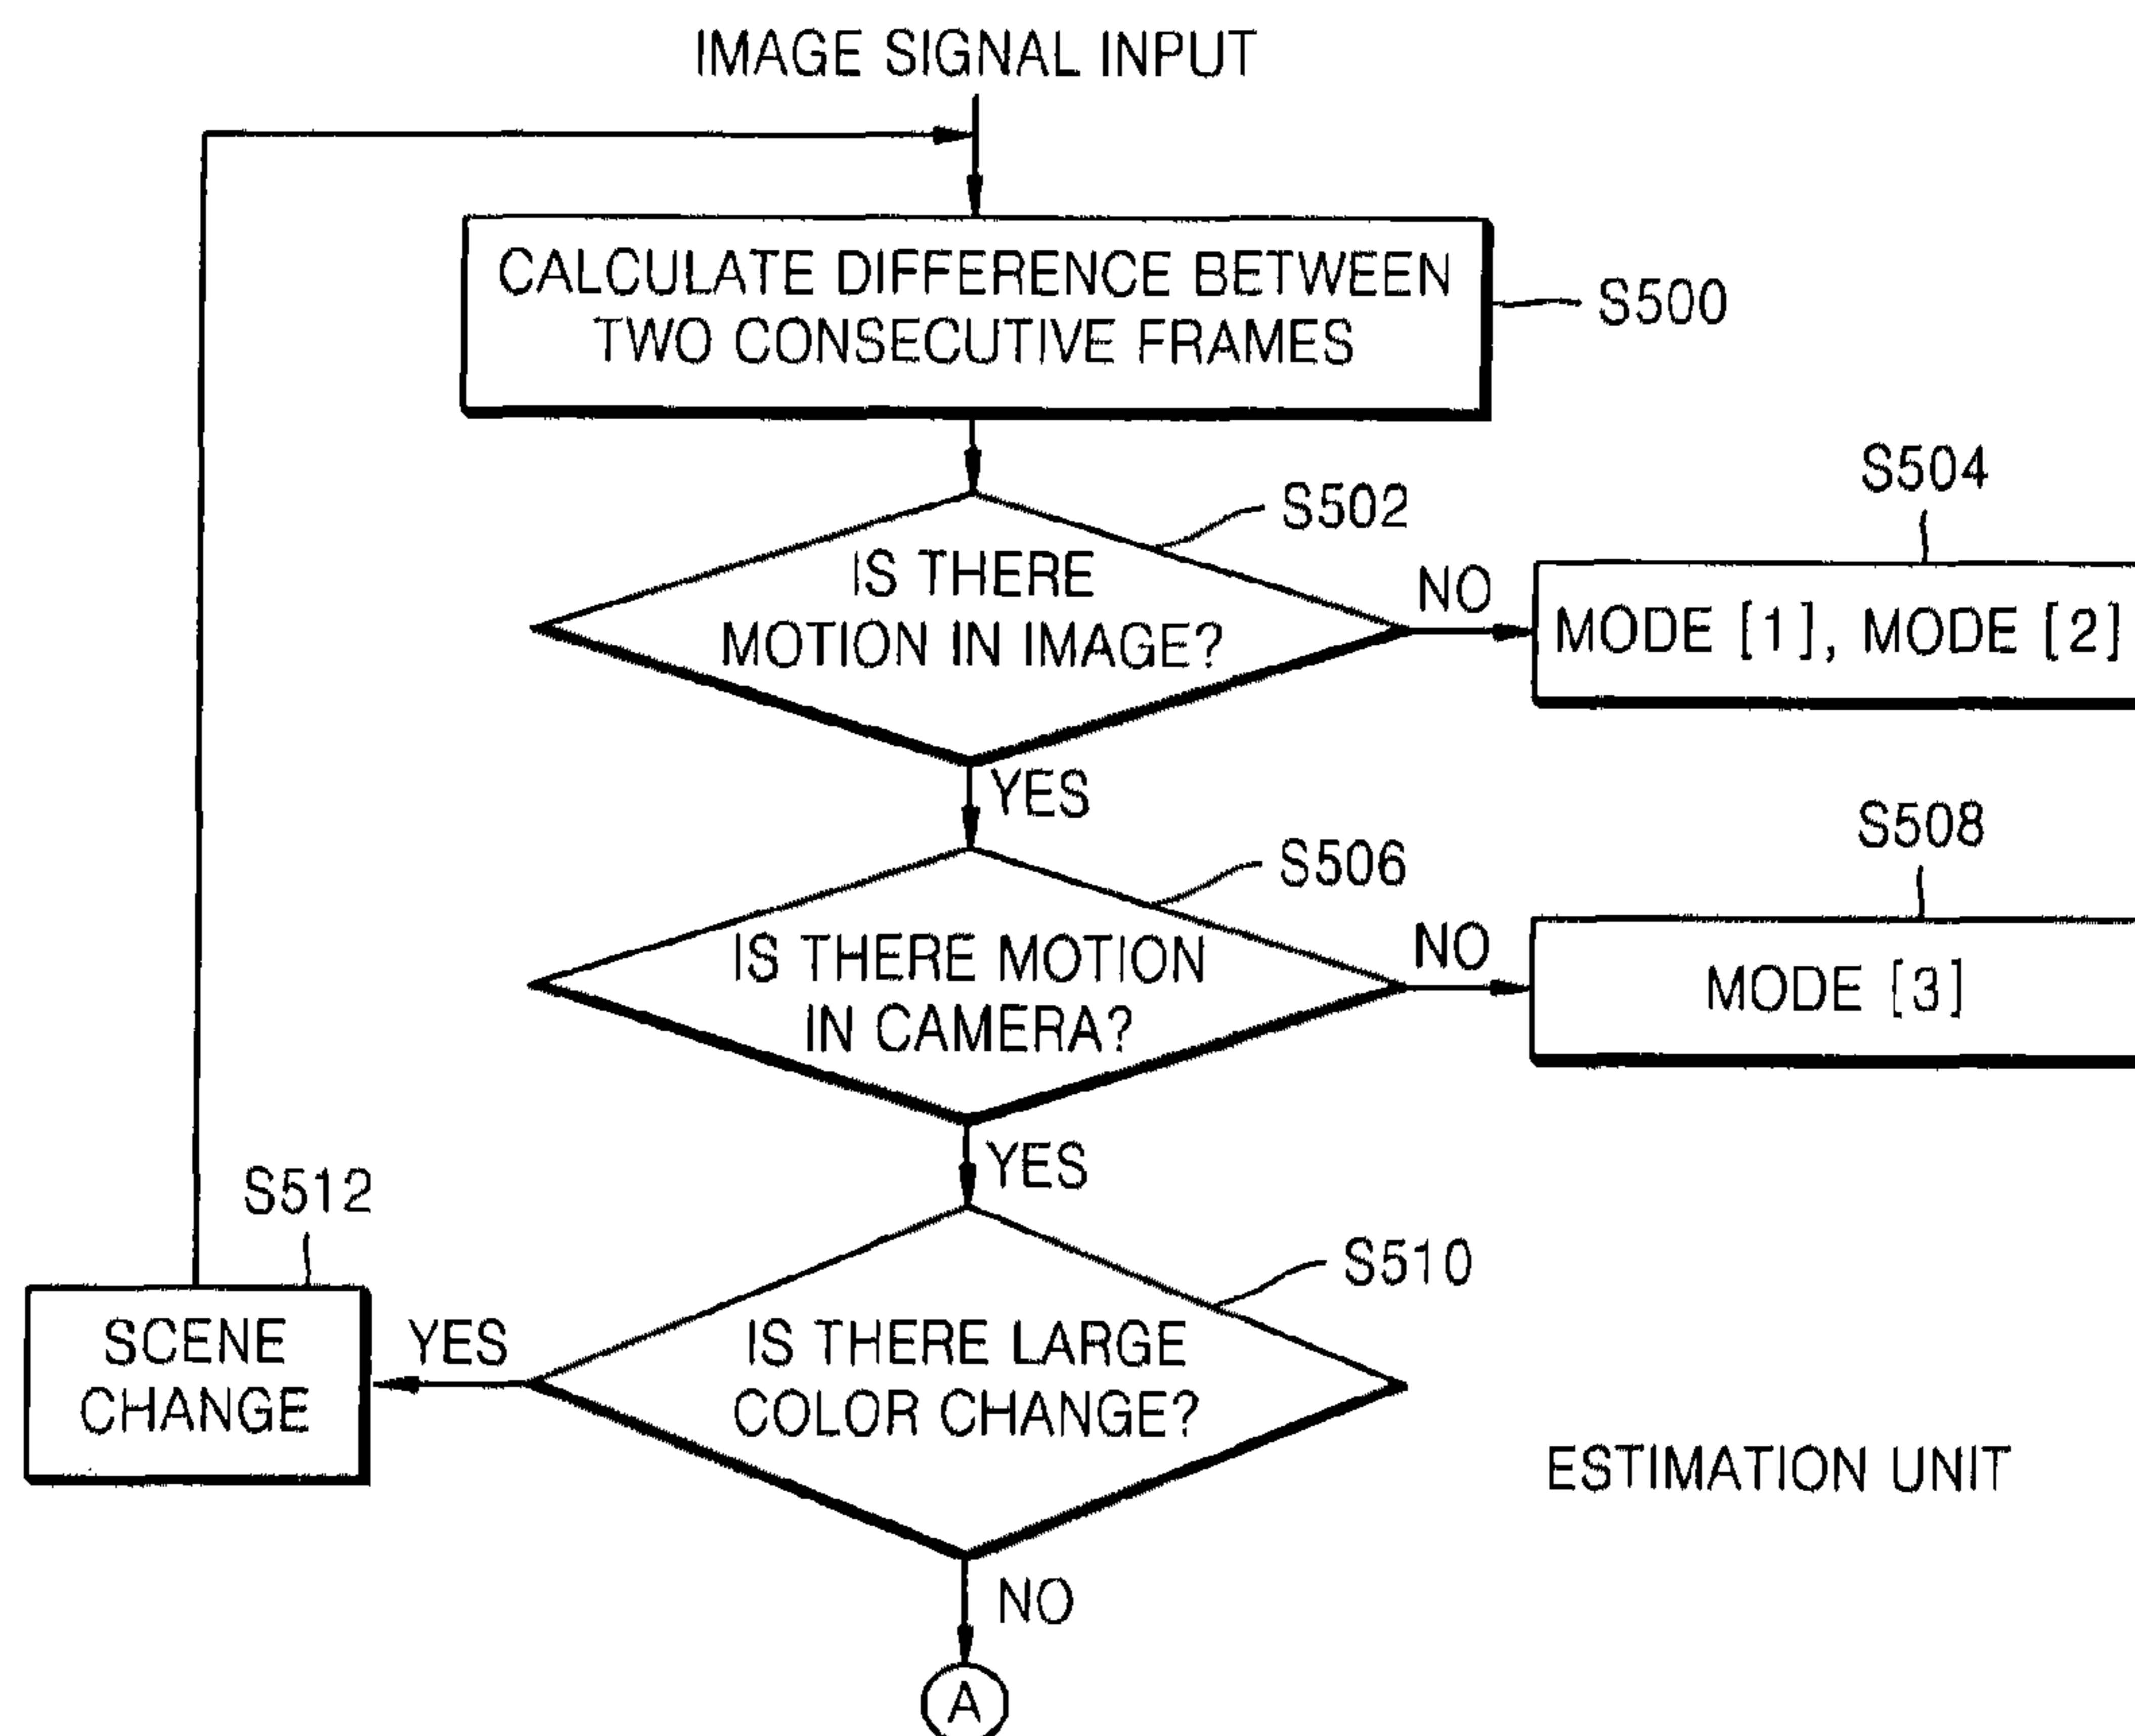 IMAGE SIGNAL INPUT
CALCULATE DIFFERENCE BETWEEN
TWO CONSECUTIVE FRAMES
S500
S502
IS THERE
MOTION IN IMAGE?
NO
S504
MODE [1], MODE [2]
YES
S506
IS THERE MOTION
IN CAMERA?
NO
S508
MODE [3]
YES
S510
IS THERE LARGE
COLOR CHANGE?
YES
S512
SCENE
CHANGE
ESTIMATION UNIT
NO
A